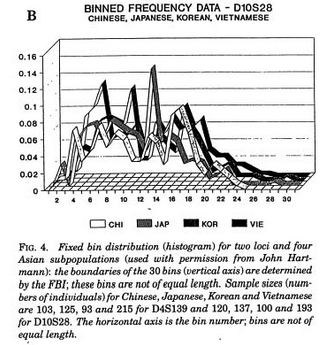 B
BINNED FREQUENCY DATA - D10S28
CHINESE, JAPANESE, KOREAN, VIETNAMESE
0.16
0.14
0.12
0.1
0.08
0.06
0.04
0.02
0
2 4 6 8 10 12 14 16 18 20 22 24 26 28 30
CHI JAP KOR VIE
FIG. 4. Fixed bin distribution (histogram) for two loci and four
Asian subpopulations (used with permission from John Hart-
mann): the boundaries of the 30 bins (vertical axis) are determined
by the FBI; these bins are not of equal length. Sample sizes (num-
bers of individuals) for Chinese, Japanese, Korean and Vietnamese
are 103, 125, 93 and 215 for D4S139 and 120, 137, 100 and 193
for D10S28. The horizontal axis is the bin number; bins are not of
equal length.